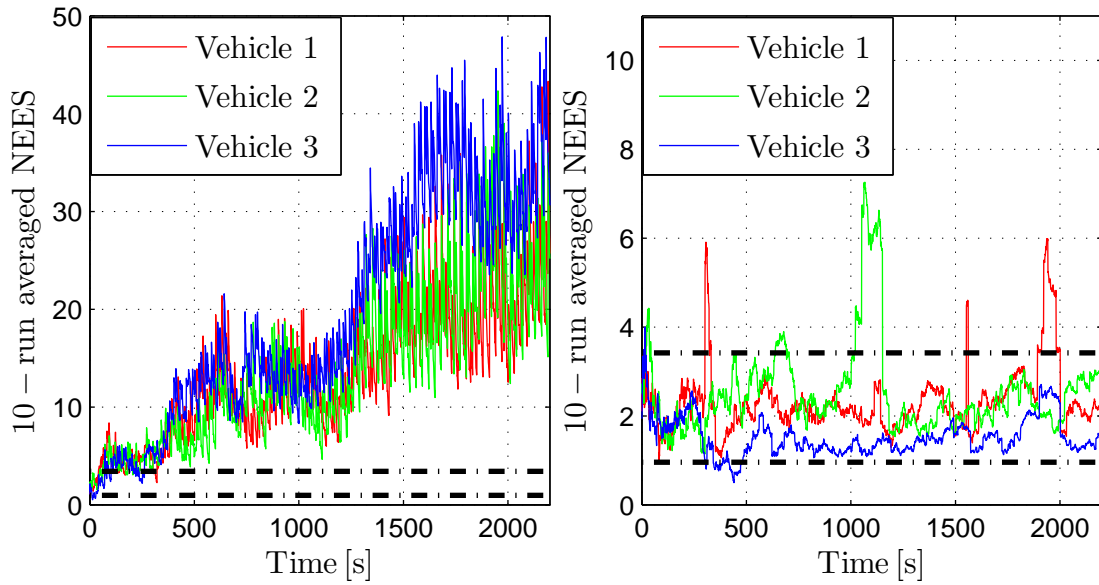 50
40
30
20
10
0
10 − run averaged NEES
Vehicle 1
Vehicle 2
Vehicle 3
0 500 1000 1500 2000
Time [s]
10
8
6
4
2
0
10 − run averaged NEES
Vehicle 1
Vehicle 2
Vehicle 3
0 500 1000 1500 2000
Time [s]